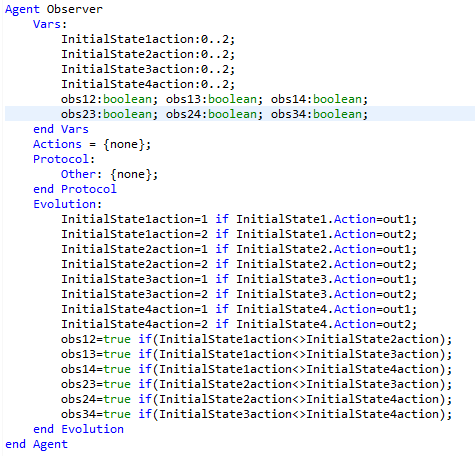 Agent Observer
    Vars:
        InitialState1action:0..2;
        InitialState2action:0..2;
        InitialState3action:0..2;
        InitialState4action:0..2;
        obs12:boolean; obs13:boolean; obs14:boolean;
        obs23:boolean; obs24:boolean; obs34:boolean;
    end Vars
    Actions = {none};
    Protocol:
        Other: {none};
    end Protocol
    Evolution:
        InitialState1action=1 if InitialState1.Action=out1;
        InitialState1action=2 if InitialState1.Action=out2;
        InitialState2action=1 if InitialState2.Action=out1;
        InitialState2action=2 if InitialState2.Action=out2;
        InitialState3action=1 if InitialState3.Action=out1;
        InitialState3action=2 if InitialState3.Action=out2;
        InitialState4action=1 if InitialState4.Action=out1;
        InitialState4action=2 if InitialState4.Action=out2;
        obs12=true if(InitialState1action<>InitialState2action);
        obs13=true if(InitialState1action<>InitialState3action);
        obs14=true if(InitialState1action<>InitialState4action);
        obs23=true if(InitialState2action<>InitialState3action);
        obs24=true if(InitialState2action<>InitialState4action);
        obs34=true if(InitialState3action<>InitialState4action);
    end Evolution
end Agent